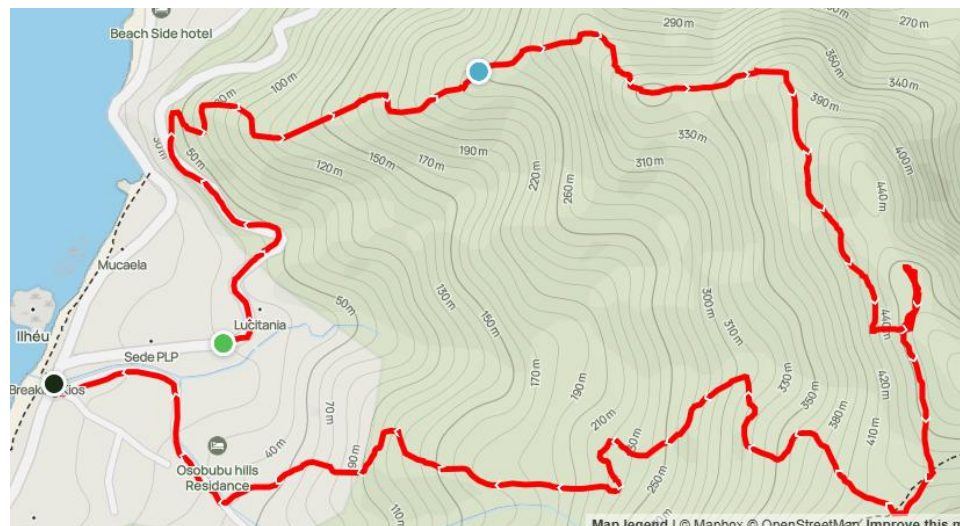 Beach Side hotel
290 m
270 m
350 m
340 m
100 m
390 m
50 m
120 m
150 m
170 m
190 m
220 m
260 m
330 m
310 m
400 m
440 m
Mucaela
Ilhéu
Lucitania
50 m
130 m
150 m
300 m
310 m
440 m
Sede PLP
170 m
190 m
330 m
350 m
420 m
70 m
210 m
380 m
410 m
Osobubu hills
Residance
40 m
90 m
250 m
110 m
Map legend | © Mapbox © OpenStreetMap Improve this m